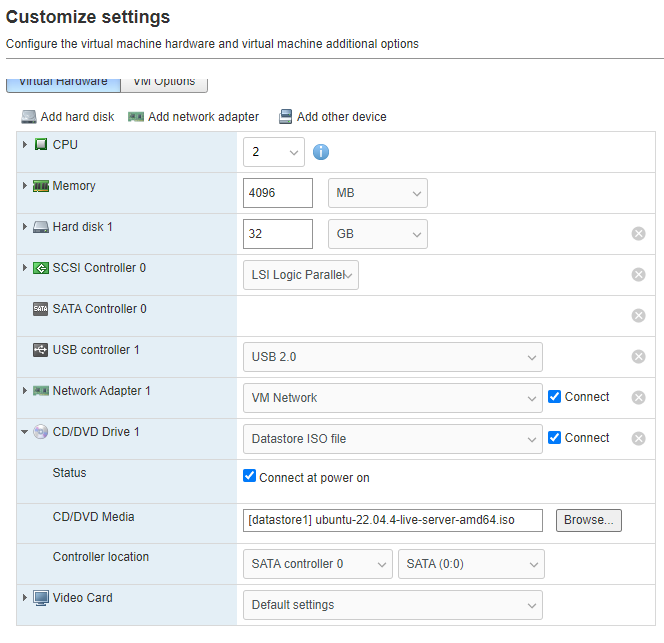 Customize settings
Configure the virtual machine hardware and virtual machine additional options
Virtual Hardware VM Options
Add hard disk Add network adapter Add other device
CPU 2
Memory 4096 MB
Hard disk 1 32 GB
SCSI Controller 0 LSI Logic Parallel
SATA SATA Controller 0
USB controller 1 USB 2.0
Network Adapter 1 VM Network Connect
CD/DVD Drive 1 Datastore ISO file Connect
Status Connect at power on
CD/DVD Media [datastore1] ubuntu-22.04.4-live-server-amd64.iso Browse...
Controller location SATA controller 0 SATA (0:0)
Video Card Default settings